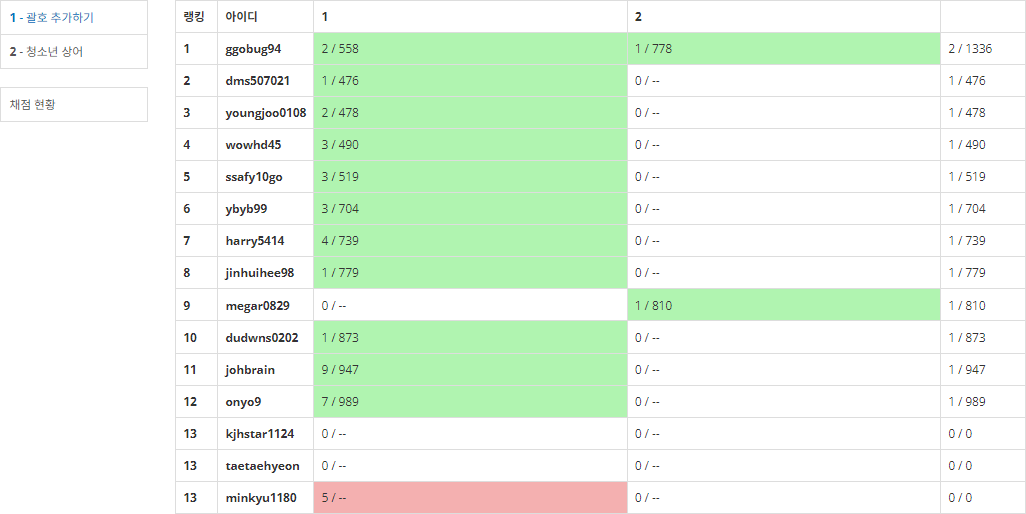 1 - 괄호 추가하기
2 - 청소년 상어
채점 현황
랭킹 아이디 1 2
1 ggobug94 2 / 558 1 / 778 2 / 1336
2 dms507021 1 / 476 0 / -- 1 / 476
3 youngjoo0108 2 / 478 0 / -- 1 / 478
4 wowhd45 3 / 490 0 / -- 1 / 490
5 ssafy10go 3 / 519 0 / -- 1 / 519
6 ybyb99 3 / 704 0 / -- 1 / 704
7 harry5414 4 / 739 0 / -- 1 / 739
8 jinhuihee98 1 / 779 0 / -- 1 / 779
9 megar0829 0 / -- 1 / 810 1 / 810
10 dudwns0202 1 / 873 0 / -- 1 / 873
11 johbrain 9 / 947 0 / -- 1 / 947
12 onyo9 7 / 989 0 / -- 1 / 989
13 kjhstar1124 0 / -- 0 / -- 0 / 0
13 taetaehyeon 0 / -- 0 / -- 0 / 0
13 minkyu1180 5 / -- 0 / -- 0 / 0